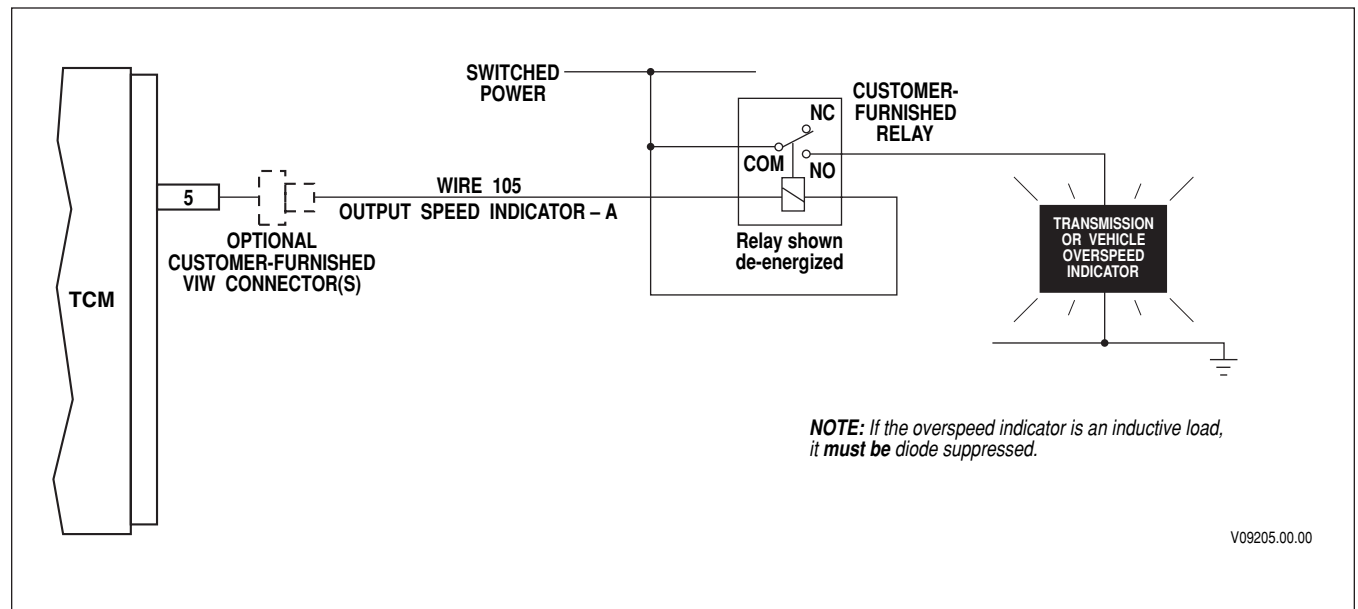 SWITCHED
POWER
CUSTOMER-
FURNISHED
RELAY
NC
COM
NO
5
WIRE 105
OUTPUT SPEED INDICATOR – A
OPTIONAL
CUSTOMER-FURNISHED
VIW CONNECTOR(S)
Relay shown
de-energized
TRANSMISSION
OR VEHICLE
OVERSPEED
INDICATOR
TCM
NOTE: If the overspeed indicator is an inductive load,
it must be diode suppressed.
V09205.00.00